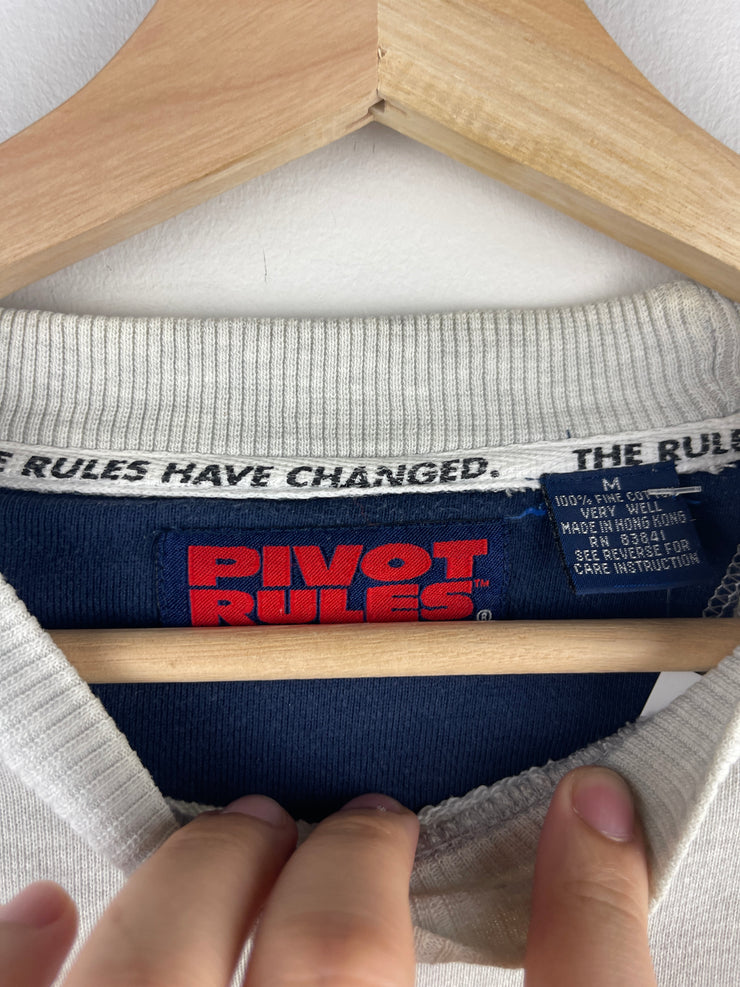 E RULES HAVE CHANGED. THE RULE
M
100% FINE COTTON
VERY WELL
MADE IN HONG KONG
RN 83841
SEE REVERSE FOR
CARE INSTRUCTION
PIVOT
RULES™
®